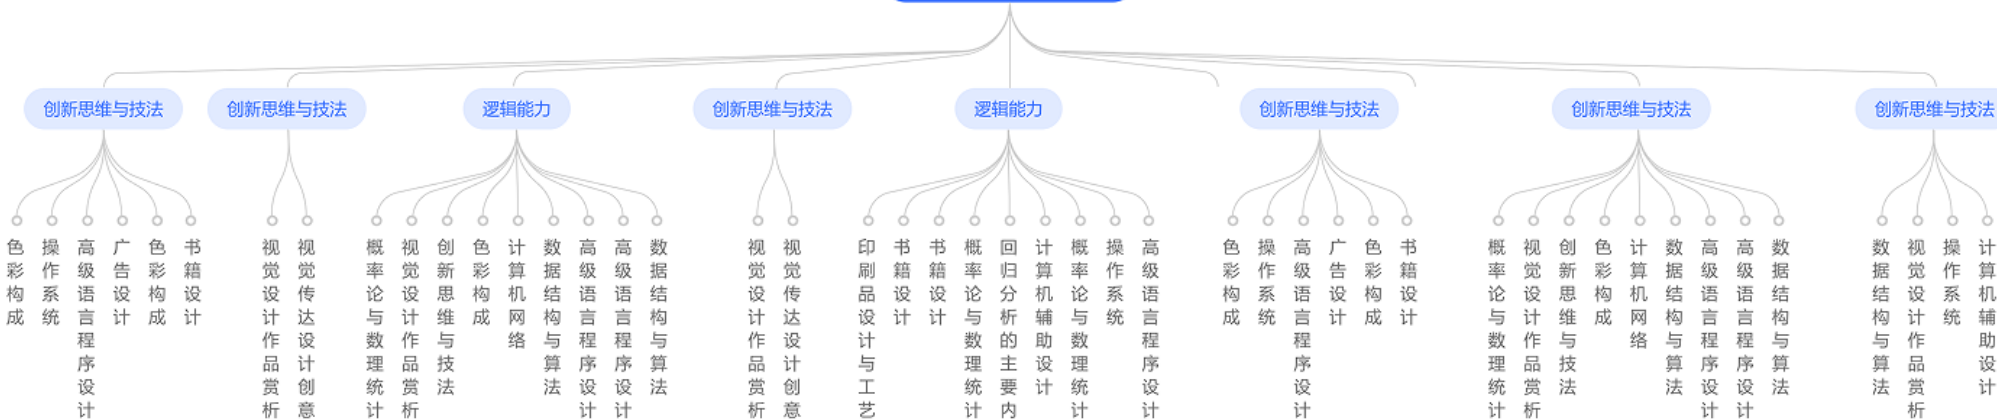 创新思维与技法
创新思维与技法
逻辑能力
创新思维与技法
逻辑能力
创新思维与技法
创新思维与技法
创新思维与技法
色彩构成
操作系统
高级语言程序设计
广告设计
色彩构成
书籍设计
视觉设计作品赏析
视觉传达设计创意
概率论与数理统计
视觉设计作品赏析
创新思维与技法
色彩构成
计算机网络
数据结构与算法
高级语言程序设计
高级语言程序设计
数据结构与算法
视觉设计作品赏析
视觉传达设计创意
印刷品设计与工艺
书籍设计
书籍设计
概率论与数理统计
回归分析的主要内
计算机辅助设计
概率论与数理统计
操作系统
高级语言程序设计
色彩构成
操作系统
高级语言程序设计
广告设计
色彩构成
书籍设计
概率论与数理统计
视觉设计作品赏析
创新思维与技法
色彩构成
计算机网络
数据结构与算法
高级语言程序设计
高级语言程序设计
数据结构与算法
数据结构与算法
视觉设计作品赏析
操作系统
计算机辅助设计